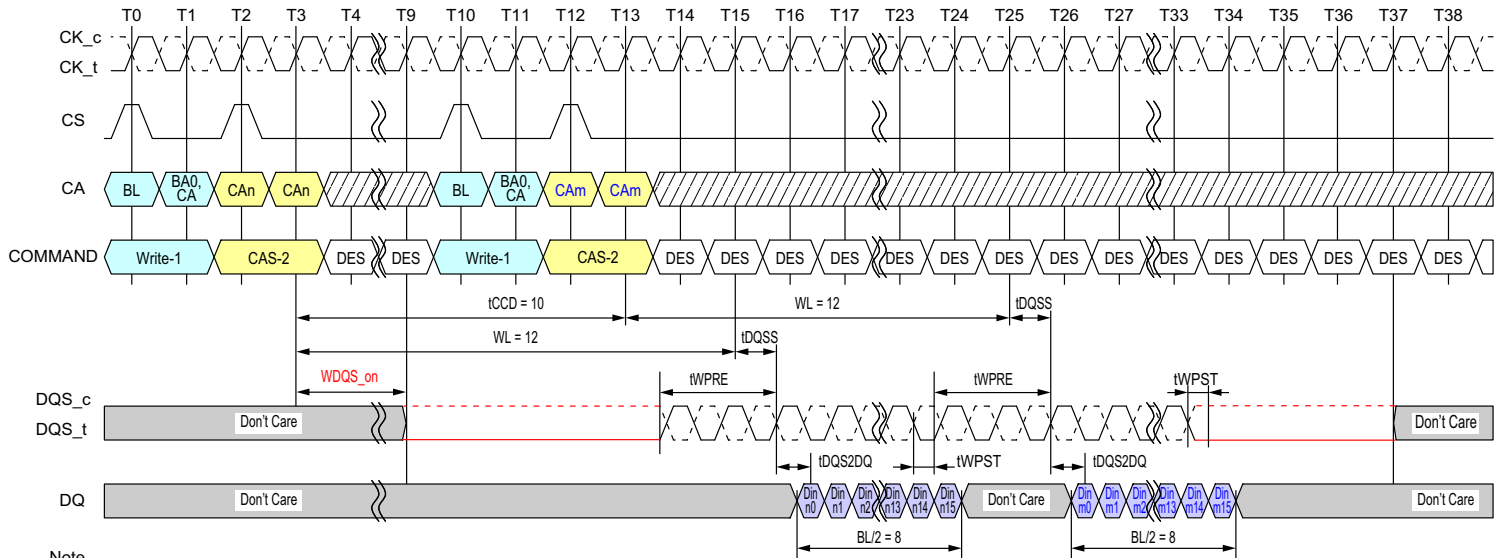 T0 T1 T2 T3 T4 T9 T10 T11 T12 T13 T14 T15 T16 T17 T23 T24 T25 T26 T27 T33 T34 T35 T36 T37 T38
CK_c
CK_t
CS
CA BL BA0, CA CAn CAn BL BA0, CA CAm CAm
COMMAND Write-1 CAS-2 DES DES Write-1 CAS-2 DES DES DES DES DES DES DES DES DES DES DES DES DES DES DES
tCCD = 10 WL = 12 tDQSS
WL = 12 tDQSS
WDQS_on tWPRE tWPRE tWPST
DQS_c
DQS_t Don't Care Don't Care
tDQS2DQ tWPST tDQS2DQ
DQ Don't Care Din n0 Din n1 Din n2 Din n13 Din n14 Din n15 Don't Care Din m0 Din m1 Din m2 Din m13 Din m14 Din m15 Don't Care
BL/2 = 8 BL/2 = 8